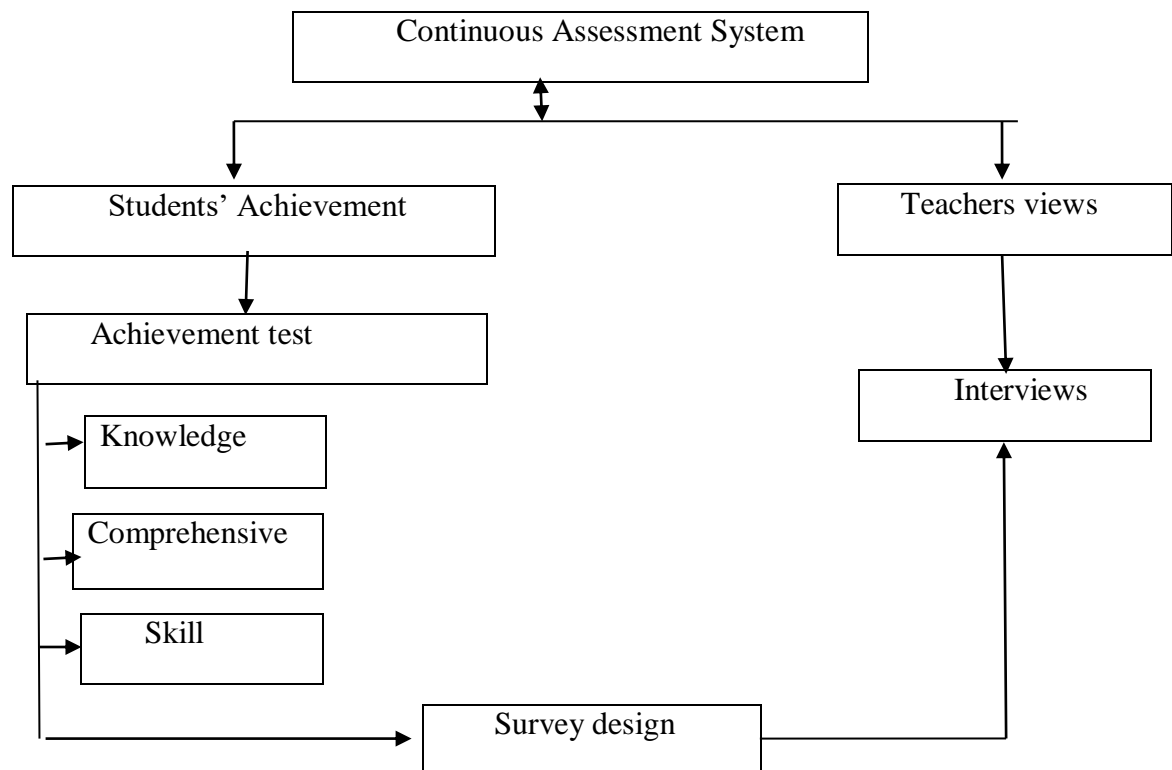 Continuous Assessment System
Students’ Achievement
Teachers views
Achievement test
Interviews
Knowledge
Comprehensive
Skill
Survey design